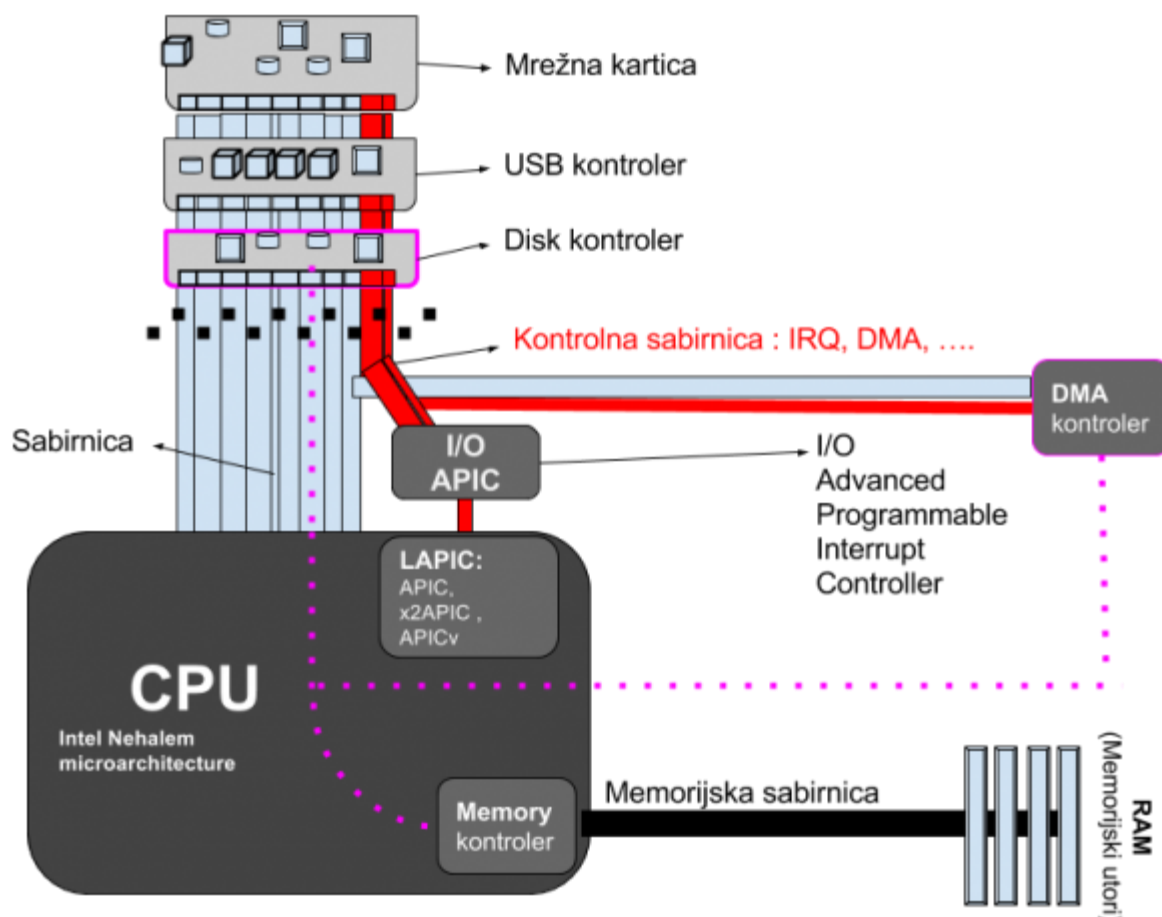 Mrežna kartica
USB kontroler
Disk kontroler
Kontrolna sabirnica : IRQ, DMA, ....
DMA
kontroler
Sabirnica
I/O
APIC
I/O
Advanced
Programmable
Interrupt
Controller
LAPIC:
APIC,
x2APIC ,
APICv
CPU
Intel Nehalem
microarchitecture
Memory
kontroler
Memorijska sabirnica
RAM
(Memorijski utori)